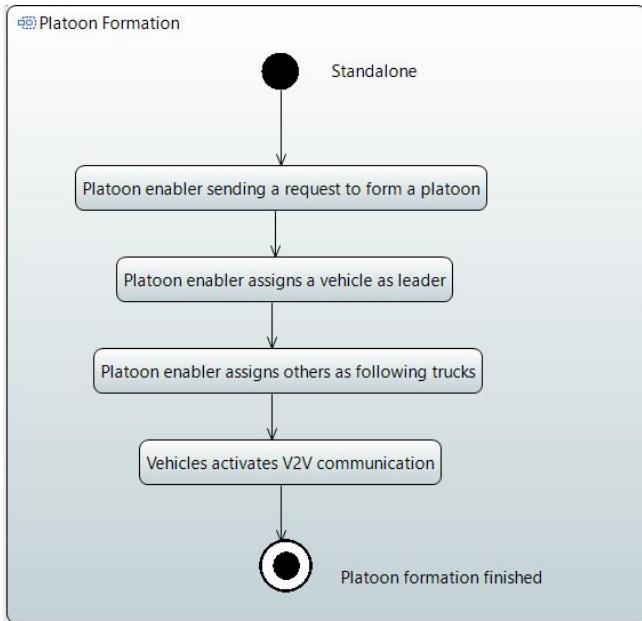 Platoon Formation
Standalone
Platoon enabler sending a request to form a platoon
Platoon enabler assigns a vehicle as leader
Platoon enabler assigns others as following trucks
Vehicles activates V2V communication
Platoon formation finished